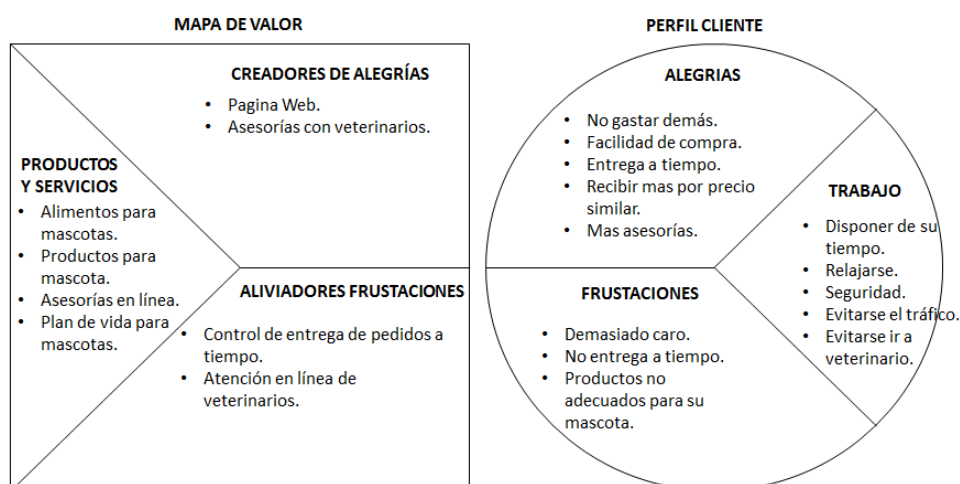 MAPA DE VALOR
CREADORES DE ALEGRÍAS
• Pagina Web.
• Asesorías con veterinarios.
PRODUCTOS
Y SERVICIOS
• Alimentos para
mascotas.
• Productos para
mascota.
• Asesorías en línea.
• Plan de vida para
mascotas.
ALIVIADORES FRUSTACIONES
• Control de entrega de pedidos a
tiempo.
• Atención en línea de
veterinarios.
PERFIL CLIENTE
ALEGRIAS
• No gastar demás.
• Facilidad de compra.
• Entrega a tiempo.
• Recibir mas por precio
similar.
• Mas asesorías.
FRUSTACIONES
• Demasiado caro.
• No entrega a tiempo.
• Productos no
adecuados para su
mascota.
TRABAJO
• Disponer de su
tiempo.
• Relajarse.
• Seguridad.
• Evitarse el tráfico.
• Evitarse ir a
veterinario.